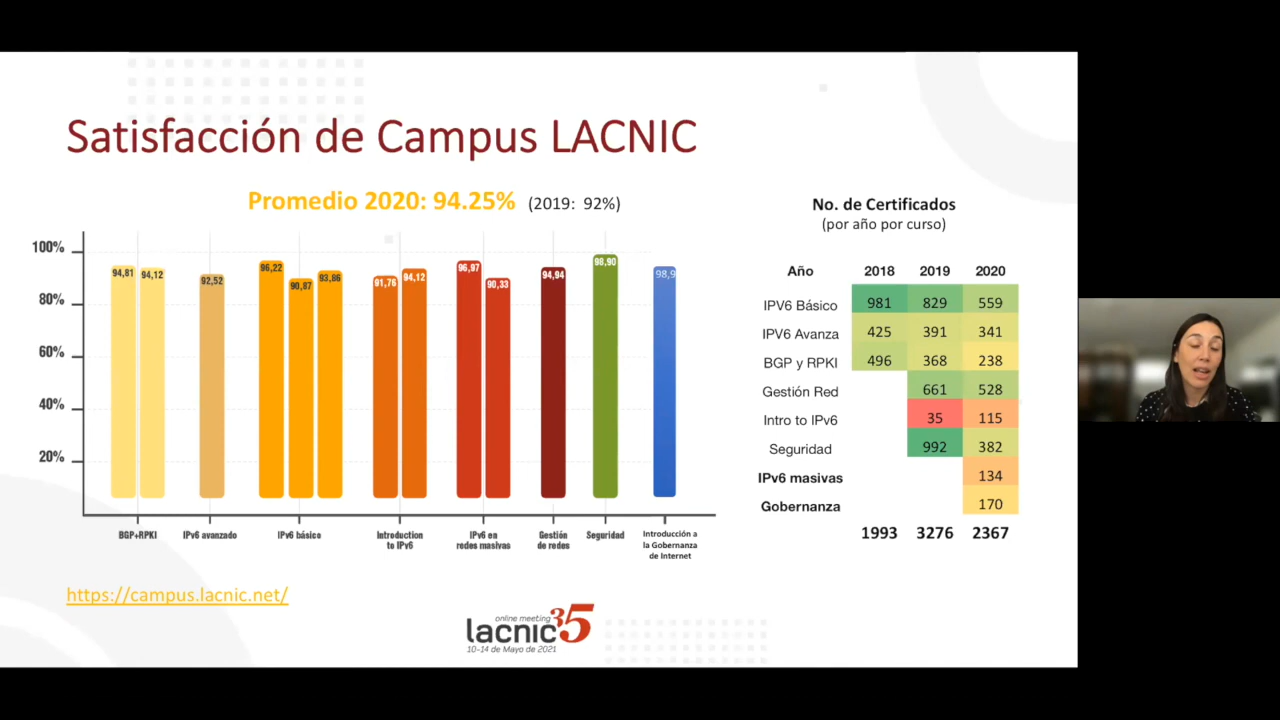 Satisfacción de Campus LACNIC
Promedio 2020: 94.25% (2019: 92%)
100%
80%
60%
40%
20%
94,81
94,12
92,52
96,22
90,87
93,86
91,76
94,12
96,97
90,33
94,94
98,90
98,9
BGP+RPKI
IPv6 avanzado
IPv6 básico
Introduction
to IPv6
IPv6 en
redes masivas
Gestión
de redes
Seguridad
Introducción a
la Gobernanza
de Internet
No. de Certificados
(por año por curso)
Año 2018 2019 2020
IPV6 Básico 981 829 559
IPV6 Avanza 425 391 341
BGP y RPKI 496 368 238
Gestión Red 661 528
Intro to IPv6 35 115
Seguridad 992 382
IPv6 masivas 134
Gobernanza 170
1993 3276 2367
https://campus.lacnic.net/
online meeting
lacnic35
10-14 de Mayo de 2021